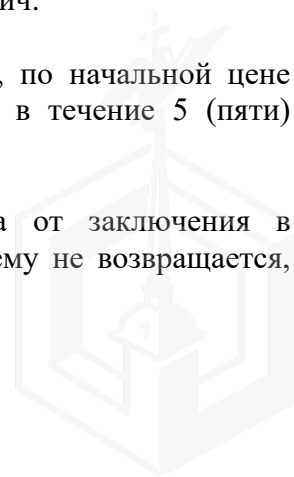 ич.
, по начальной цене
в течение 5 (пяти)
а от заключения в
ему не возвращается,